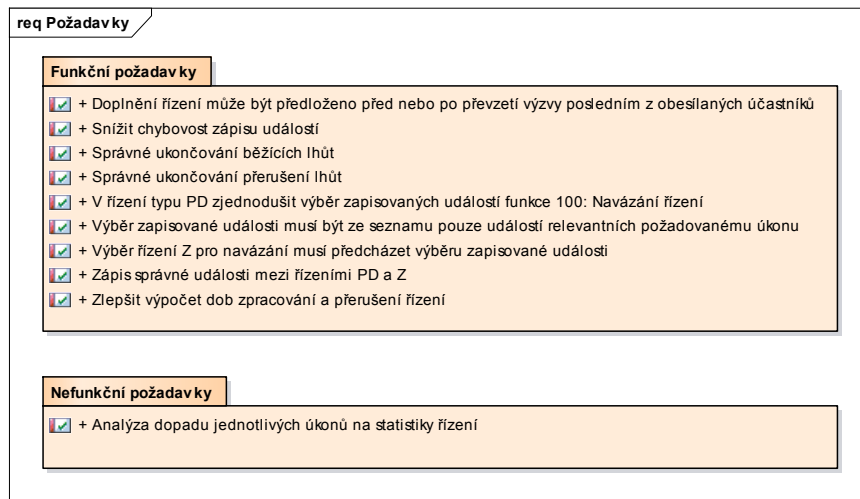 req Požadavky
Funkční požadavky
+ Doplnění řízení může být předloženo před nebo po převzetí výzvy posledním z obesílaných účastníků
+ Snížit chybovost zápisu událostí
+ Správné ukončování běžících lhůt
+ Správné ukončování přerušení lhůt
+ V řízení typu PD zjednodušit výběr zapisovaných událostí funkce 100: Navázání řízení
+ Výběr zapisované události musí být ze seznamu pouze událostí relevantních požadovanému úkonu
+ Výběr řízení Z pro navázání musí předcházet výběru zapisované události
+ Zápis správné události mezi řízeními PD a Z
+ Zlepšit výpočet dob zpracování a přerušení řízení
Nefunkční požadavky
+ Analýza dopadu jednotlivých úkonů na statistiky řízení